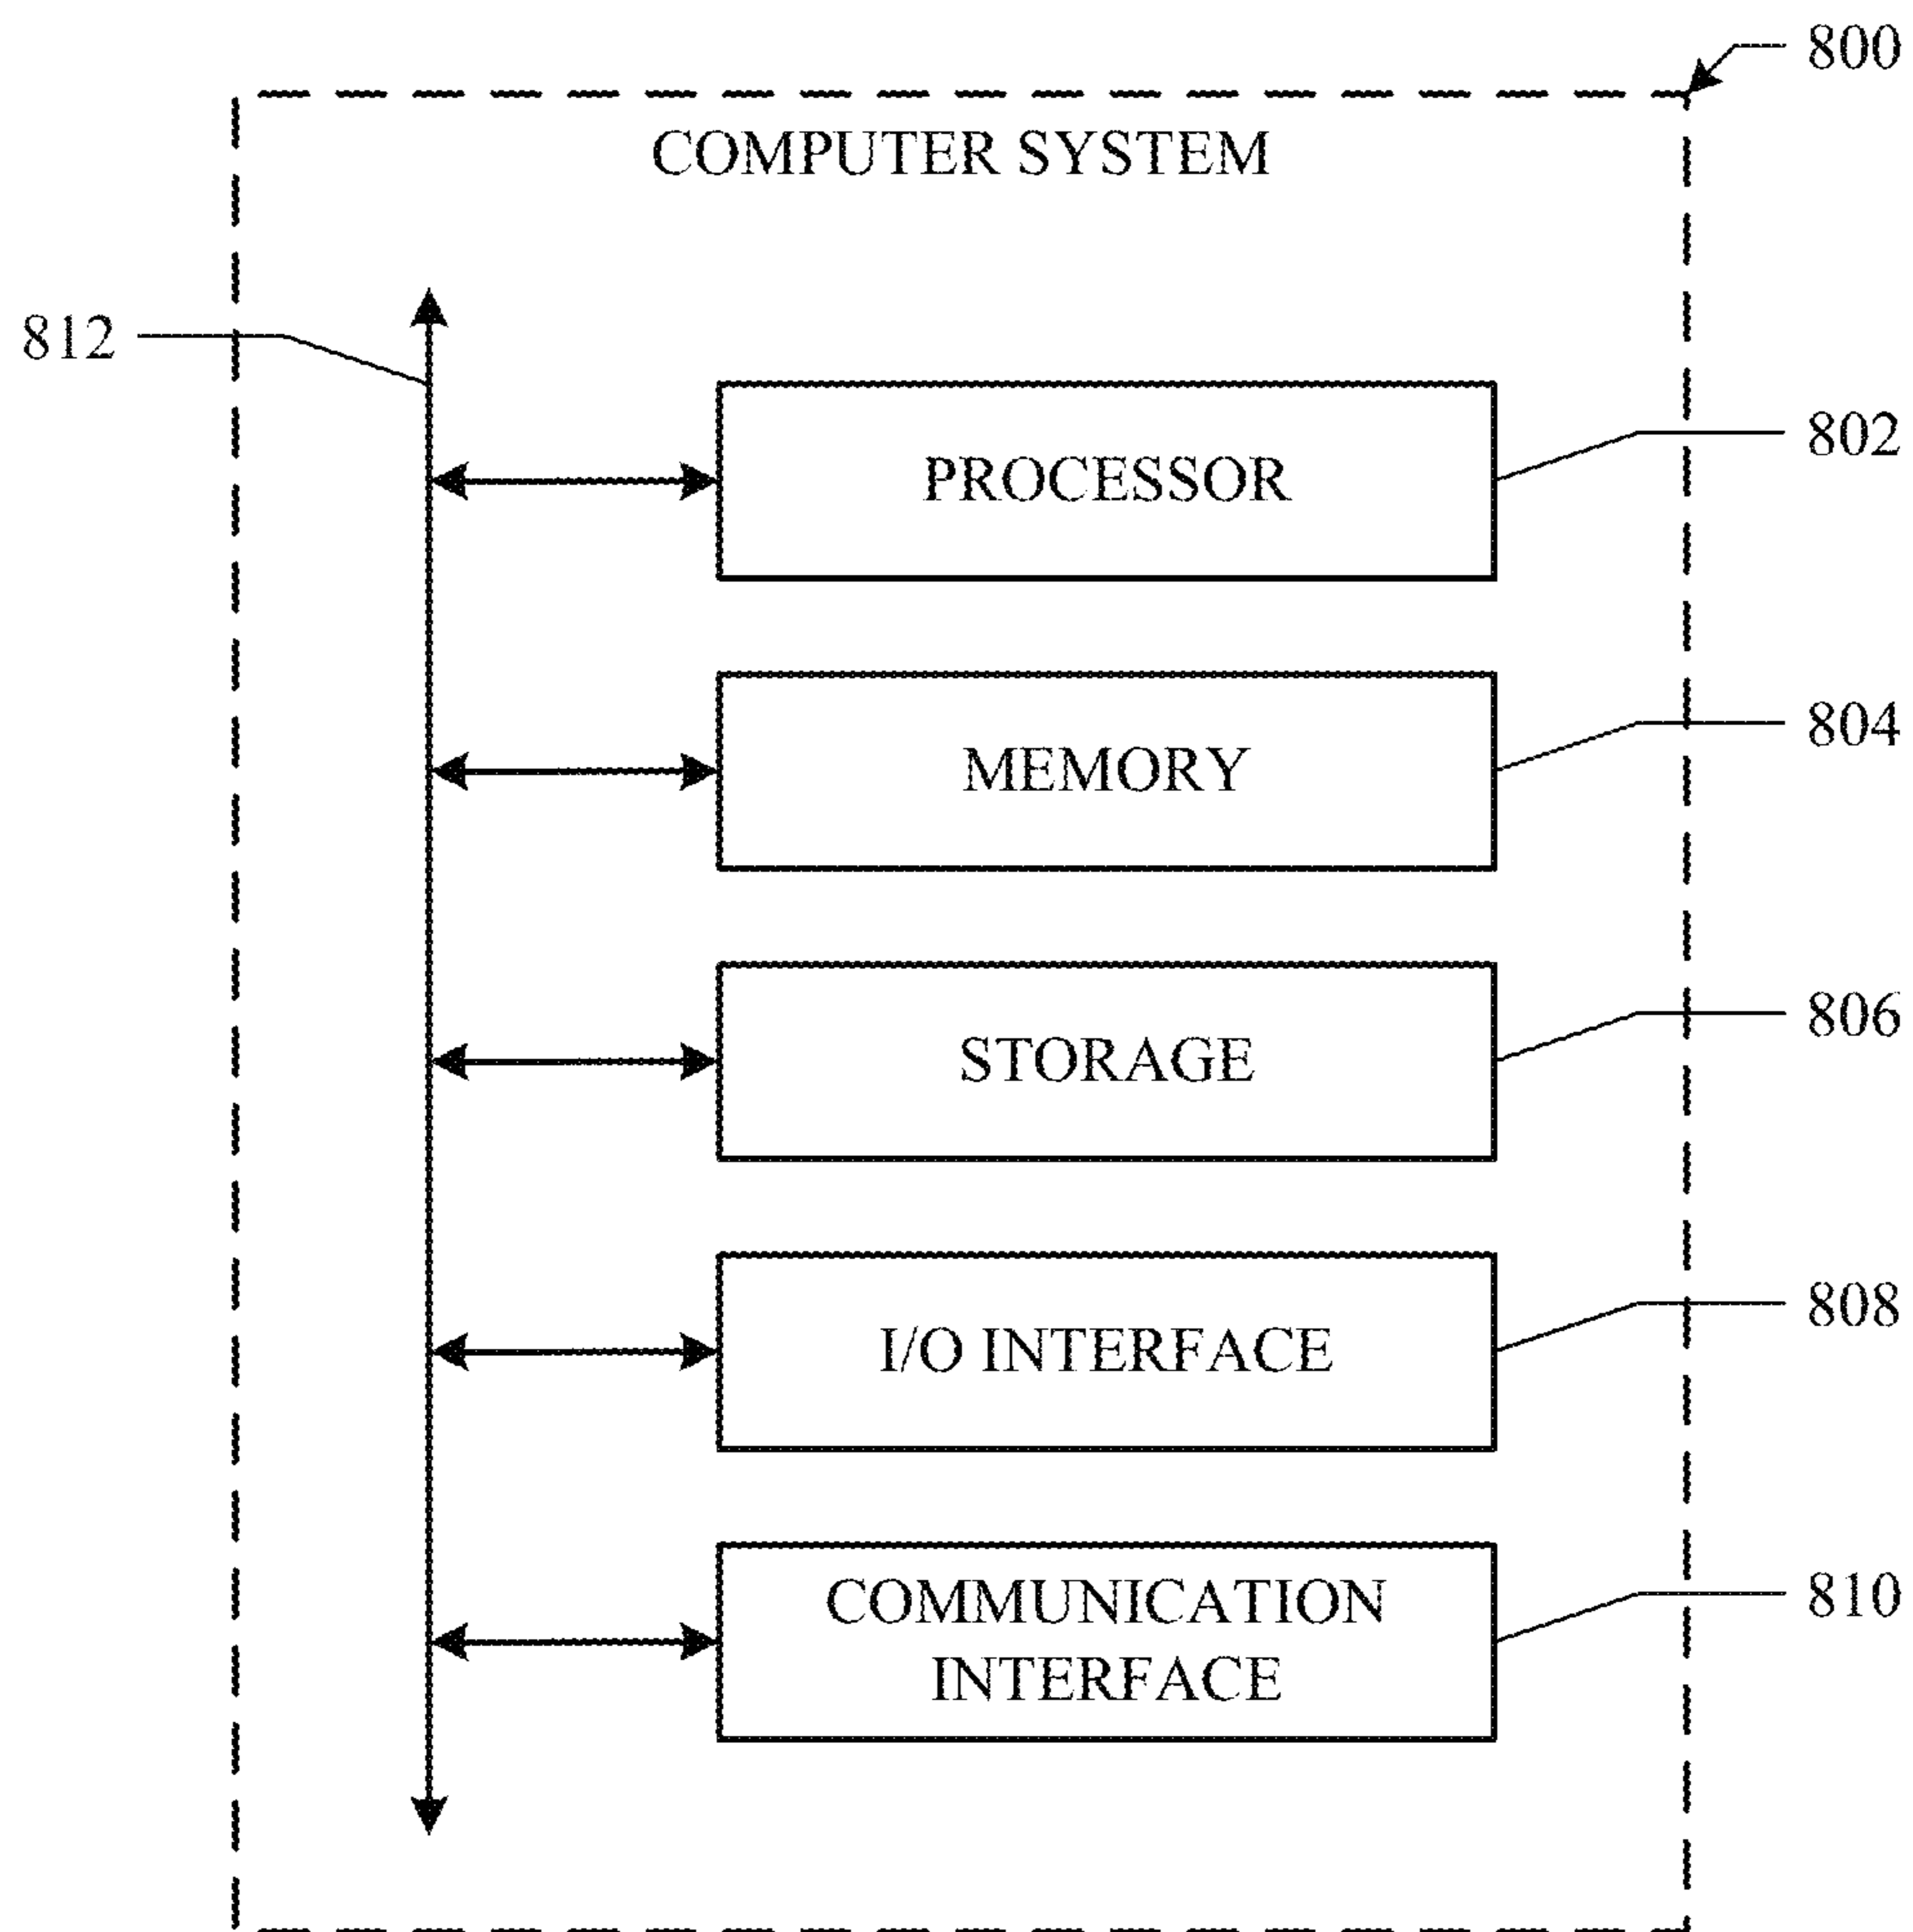 800
COMPUTER SYSTEM
812
802
PROCESSOR
804
MEMORY
806
STORAGE
808
I/O INTERFACE
810
COMMUNICATION
INTERFACE